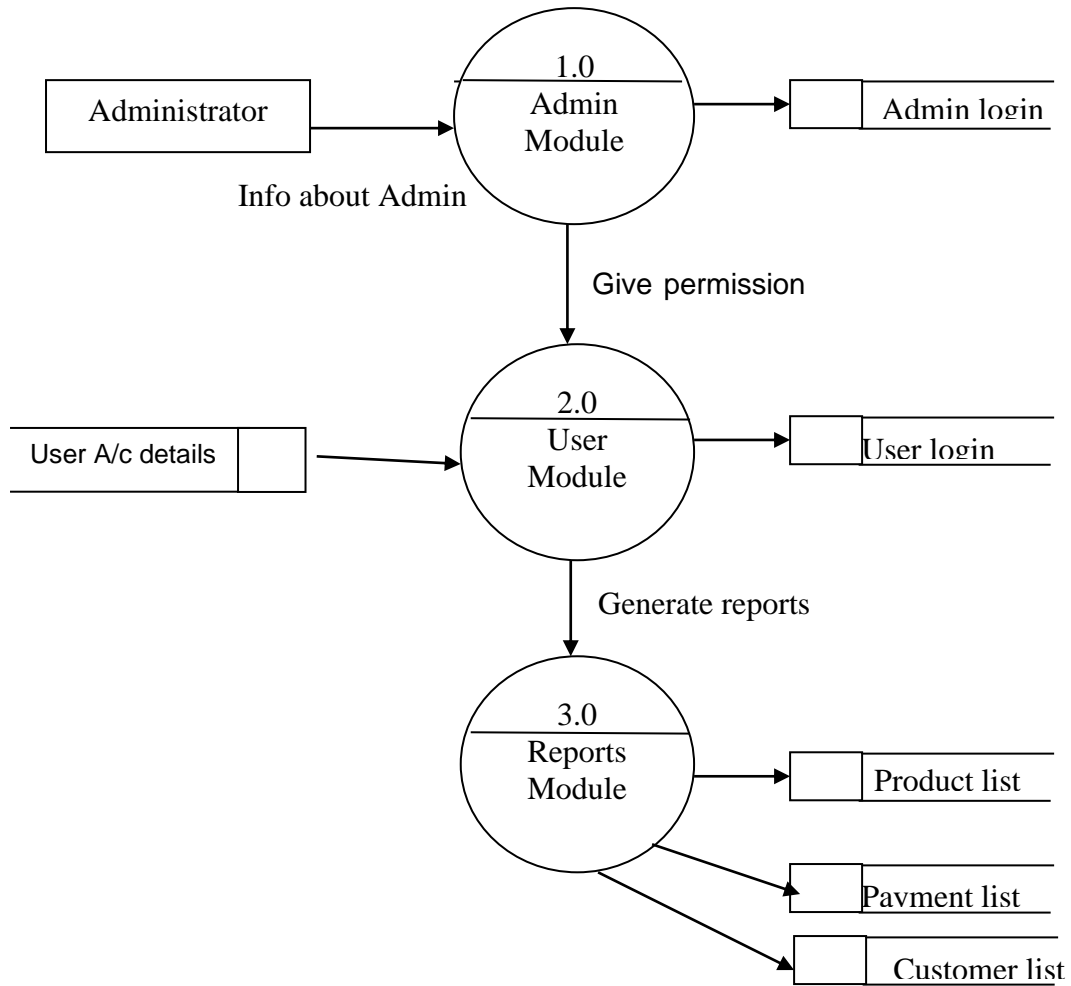 1.0
Administrator
Admin
Module
Admin login
Info about Admin
Give permission
2.0
User A/c details
User
Module
User login
Generate reports
3.0
Reports
Module
Product list
Payment list
Customer list